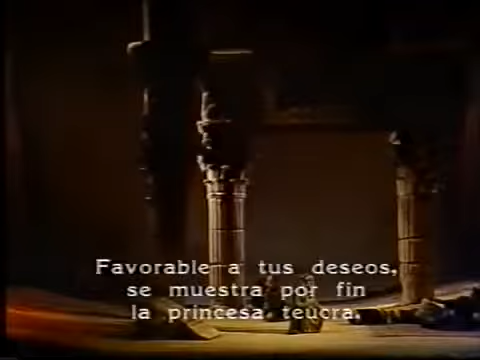 Favorable a tus deseos,
se muestra por fin
la princesa teucra.